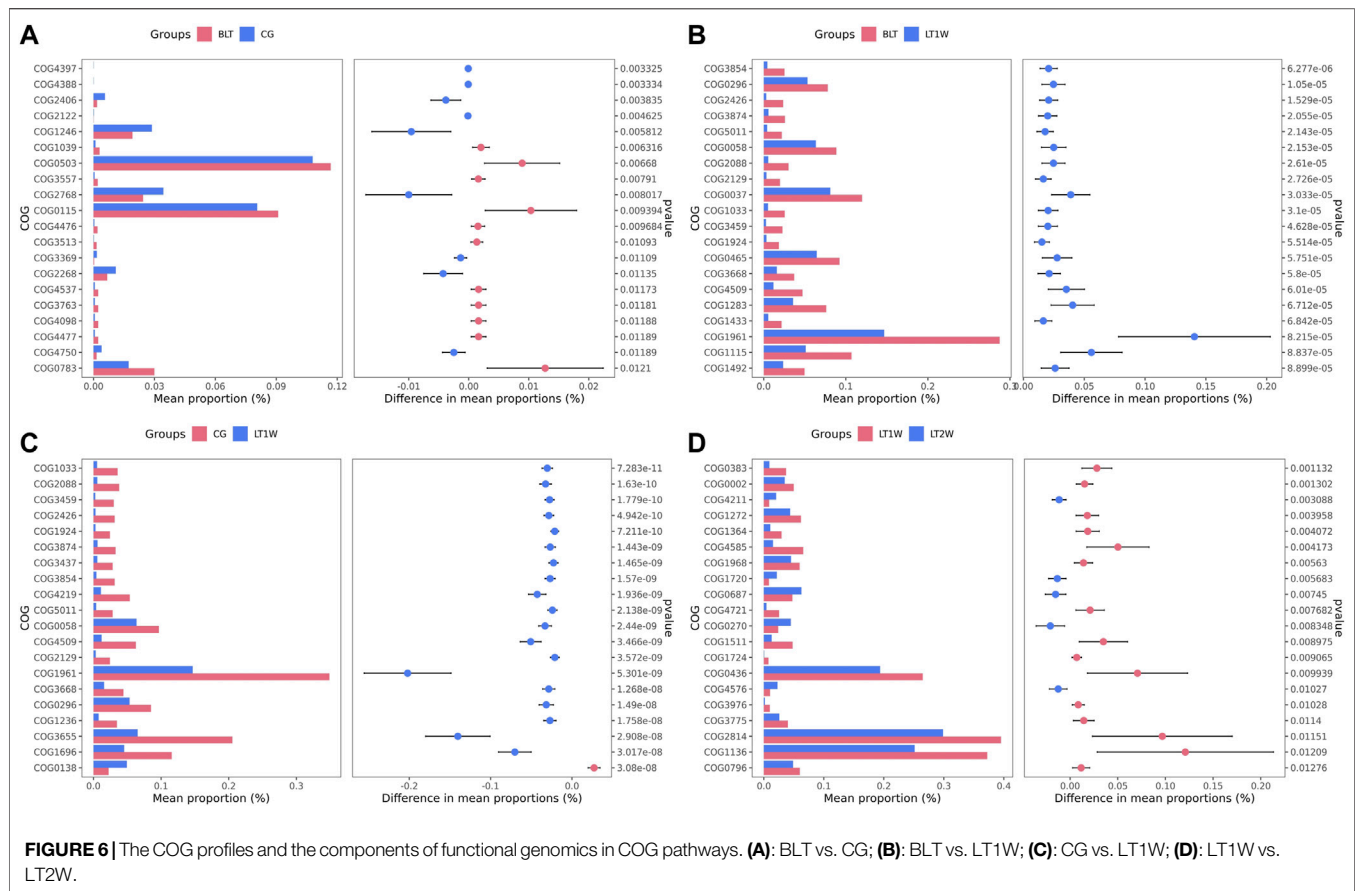 A
Groups BLT CG
COG4397 0.003325
COG4388 0.003334
COG2406 0.003835
COG2122 0.004625
COG1246 0.005812
COG1039 0.006316
COG0503 0.00668
COG3557 0.00791
COG2768 0.008017
COG0115 0.009394
COG4476 0.009684
COG3513 0.01093
COG3369 0.01109
COG2268 0.01135
COG4537 0.01173
COG3763 0.01181
COG4098 0.01188
COG4477 0.01189
COG4750 0.01189
COG0783 0.0121
COG
pvalue
0.00 0.03 0.06 0.09 0.12 -0.01 0.00 0.01 0.02
Mean proportion (%) Difference in mean proportions (%)
B
Groups BLT LT1W
COG3854 6.277e-06
COG0296 1.05e-05
COG2426 1.529e-05
COG3874 2.055e-05
COG5011 2.143e-05
COG0058 2.153e-05
COG2088 2.61e-05
COG2129 2.726e-05
COG0037 3.033e-05
COG1033 3.1e-05
COG3459 4.628e-05
COG1924 5.514e-05
COG0465 5.751e-05
COG3668 5.8e-05
COG4509 6.01e-05
COG1283 6.712e-05
COG1433 6.842e-05
COG1961 8.215e-05
COG1115 8.837e-05
COG1492 8.899e-05
COG
pvalue
0.0 0.1 0.2 0.3 0.00 0.05 0.10 0.15 0.20
Mean proportion (%) Difference in mean proportions (%)
C
Groups CG LT1W
COG1033 7.283e-11
COG2088 1.63e-10
COG3459 1.779e-10
COG2426 4.942e-10
COG1924 7.211e-10
COG3874 1.443e-09
COG3437 1.465e-09
COG3854 1.57e-09
COG4219 1.936e-09
COG5011 2.138e-09
COG0058 2.44e-09
COG4509 3.466e-09
COG2129 3.572e-09
COG1961 5.301e-09
COG3668 1.268e-08
COG0296 1.49e-08
COG1236 1.758e-08
COG3655 2.908e-08
COG1696 3.017e-08
COG0138 3.08e-08
COG
pvalue
0.0 0.1 0.2 0.3 -0.2 -0.1 0.0
Mean proportion (%) Difference in mean proportions (%)
D
Groups LT1W LT2W
COG0383 0.001132
COG0002 0.001302
COG4211 0.003088
COG1272 0.003958
COG1364 0.004072
COG4585 0.004173
COG1968 0.00563
COG1720 0.005683
COG0687 0.00745
COG4721 0.007682
COG0270 0.008348
COG1511 0.008975
COG1724 0.009065
COG0436 0.009939
COG4576 0.01027
COG3976 0.01028
COG3775 0.0114
COG2814 0.01151
COG1136 0.01209
COG0796 0.01276
COG
pvalue
0.0 0.1 0.2 0.3 0.4 0.00 0.05 0.10 0.15 0.20
Mean proportion (%) Difference in mean proportions (%)
FIGURE 6 | The COG profiles and the components of functional genomics in COG pathways. (A): BLT vs. CG; (B): BLT vs. LT1W; (C): CG vs. LT1W; (D): LT1W vs.
LT2W.